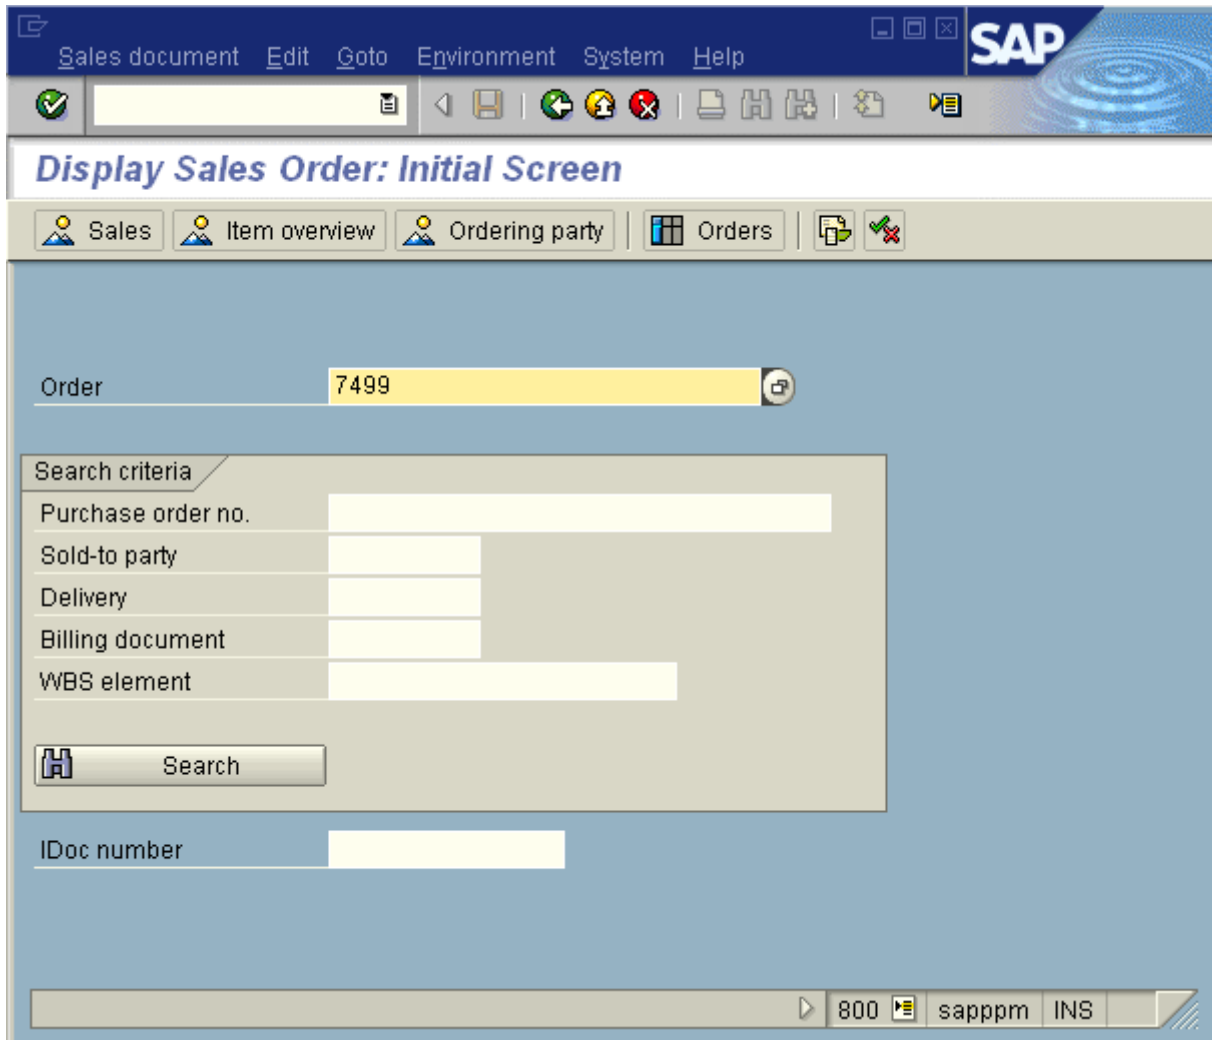 SAP
Sales document Edit Goto Environment System Help
Display Sales Order: Initial Screen
Sales Item overview Ordering party Orders
Order 7499
Search criteria
Purchase order no.
Sold-to party
Delivery
Billing document
WBS element
Search
IDoc number
800 sapppm INS